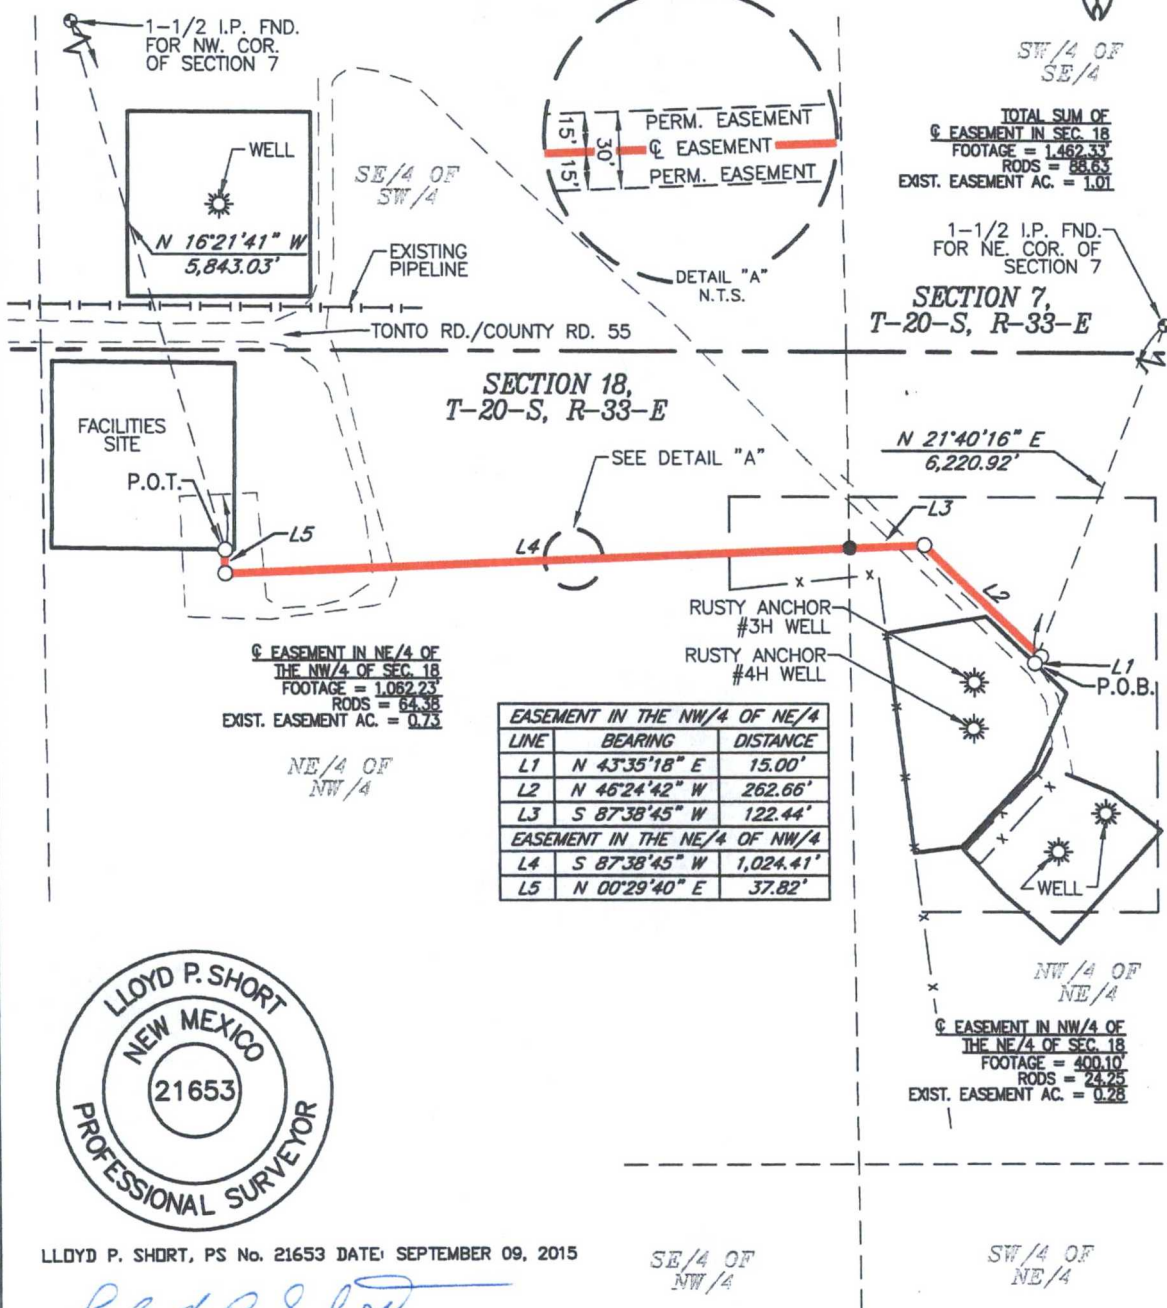 1-1/2 I.P. FND.
FOR NW. COR.
OF SECTION 7
WELL
N 16°21'41" W
5,843.03'
SE/4 OF
SW/4
EXISTING
PIPELINE
TONTO RD./COUNTY RD. 55
15'
15'
30'
PERM. EASEMENT
℄ EASEMENT
PERM. EASEMENT
DETAIL "A"
N.T.S.
SW/4 OF
SE/4
TOTAL SUM OF
℄ EASEMENT IN SEC. 18
FOOTAGE = 1,462.33'
RODS = 88.63
EXIST. EASEMENT AC. = 1.01
1-1/2 I.P. FND.
FOR NE. COR. OF
SECTION 7
SECTION 7,
T-20-S, R-33-E
SECTION 18,
T-20-S, R-33-E
FACILITIES
SITE
P.O.T.
L5
SEE DETAIL "A"
L4
N 21°40'16" E
6,220.92'
L3
L2
RUSTY ANCHOR
#3H WELL
RUSTY ANCHOR
#4H WELL
L1
P.O.B.
℄ EASEMENT IN NE/4 OF
THE NW/4 OF SEC. 18
FOOTAGE = 1,062.23'
RODS = 64.38
EXIST. EASEMENT AC. = 0.73
NE/4 OF
NW/4
EASEMENT IN THE NW/4 OF NE/4
LINE BEARING DISTANCE
L1 N 43°35'18" E 15.00'
L2 N 46°24'42" W 262.66'
L3 S 87°38'45" W 122.44'
EASEMENT IN THE NE/4 OF NW/4
L4 S 87°38'45" W 1,024.41'
L5 N 00°29'40" E 37.82'
WELL
NW/4 OF
NE/4
℄ EASEMENT IN NW/4 OF
THE NE/4 OF SEC. 18
FOOTAGE = 400.10'
RODS = 24.25
EXIST. EASEMENT AC. = 0.28
LLOYD P. SHORT
NEW MEXICO
21653
PROFESSIONAL SURVEYOR
LLOYD P. SHORT, PS No. 21653 DATE: SEPTEMBER 09, 2015
SE/4 OF
NW/4
SW/4 OF
NE/4